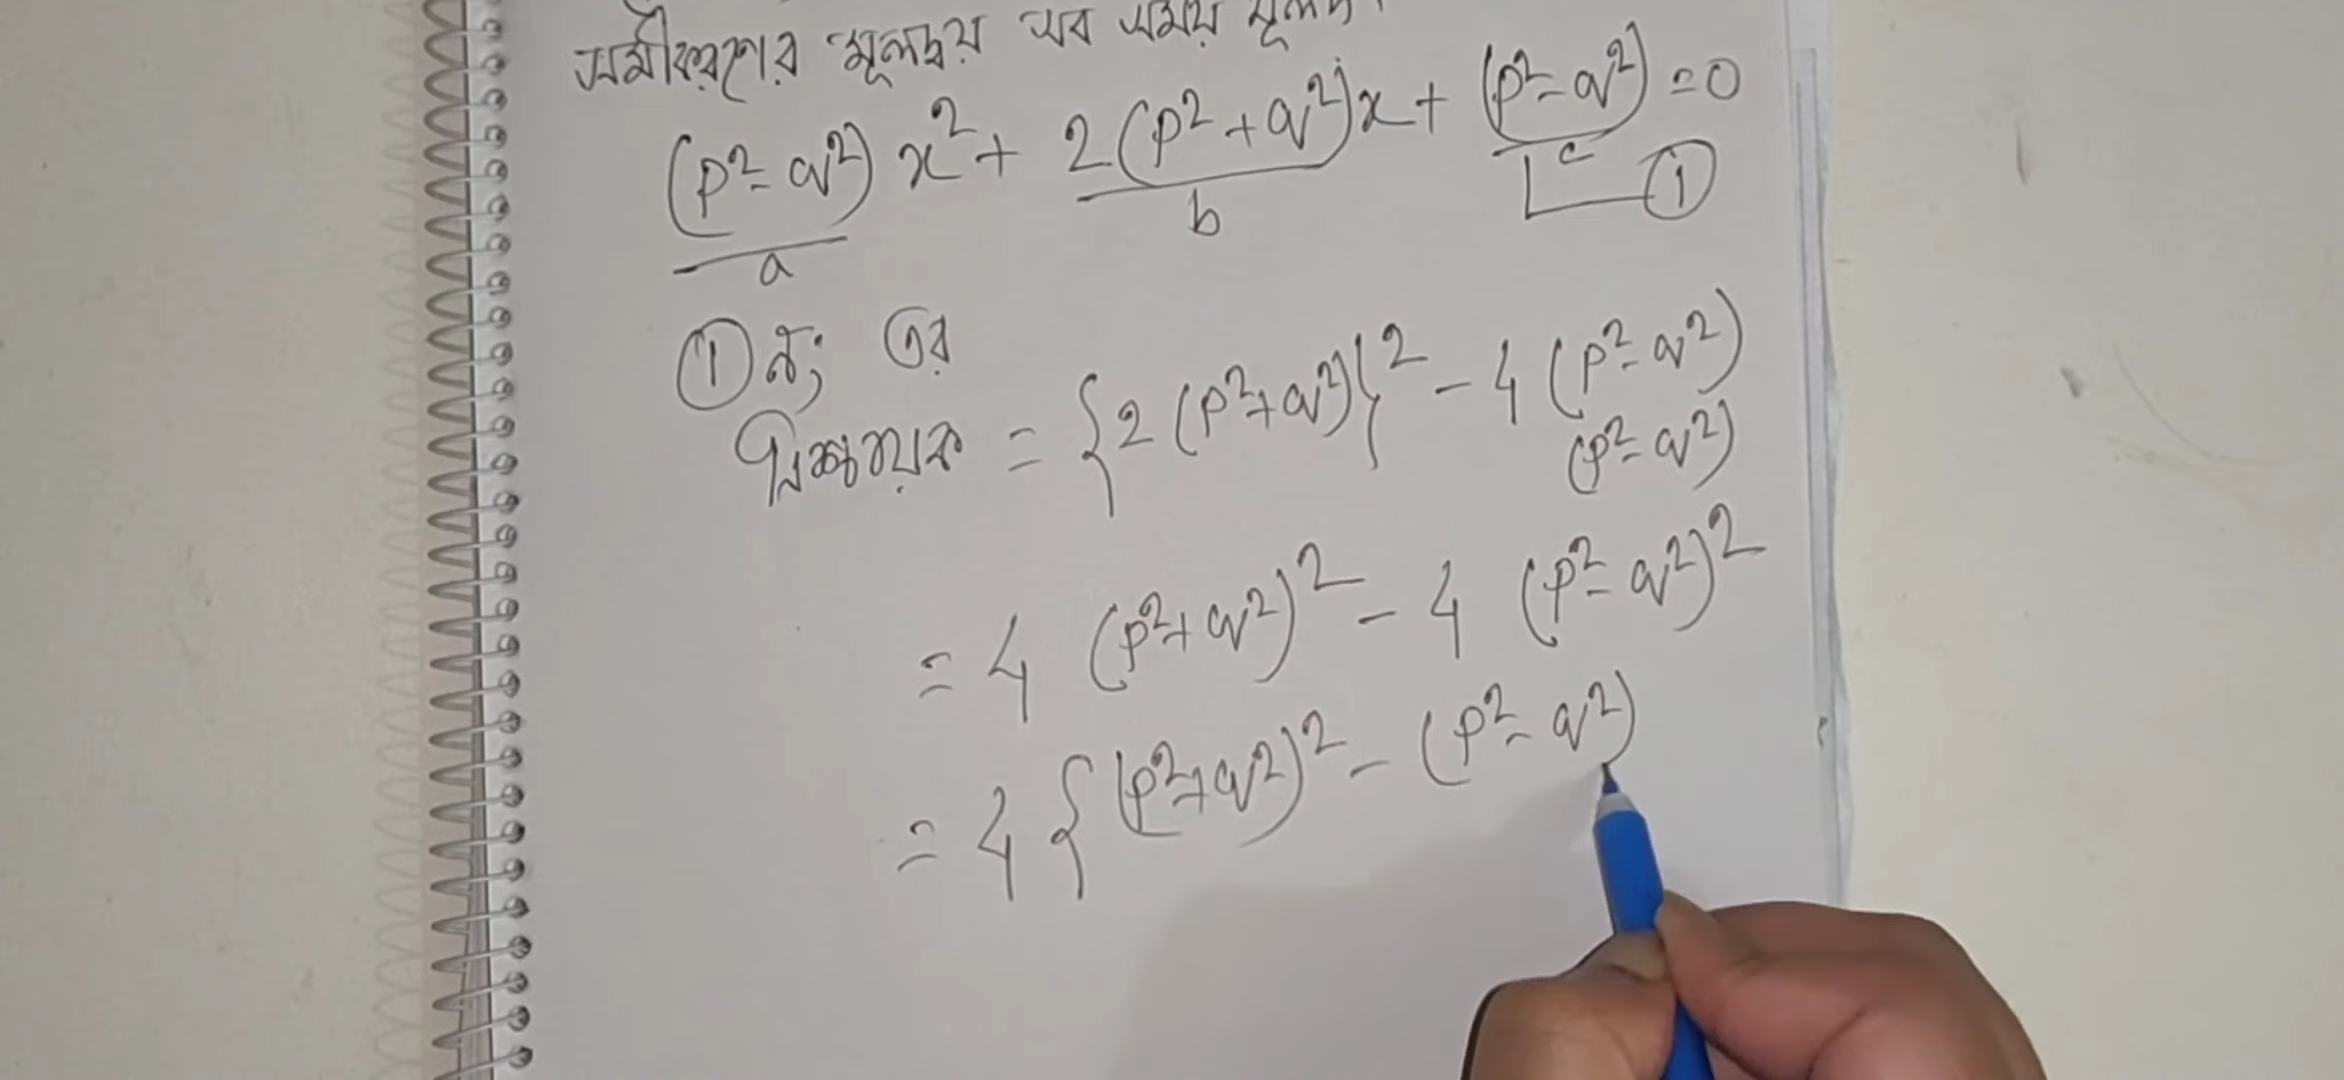 সমীকরণের মূলদ্বয় সব সময় মূলদ।
(p²- q²) x² + 2(p² + q²)x + (p²- q²) = 0
a b c ①
① নং এর
নিশ্চায়ক = {2 (p²+q²)}² - 4 (p²- q²)
(p²- q²)
= 4 (p²+q²)² - 4 (p²- q²)²
= 4 { (p²+q²)² - (p²- q²)